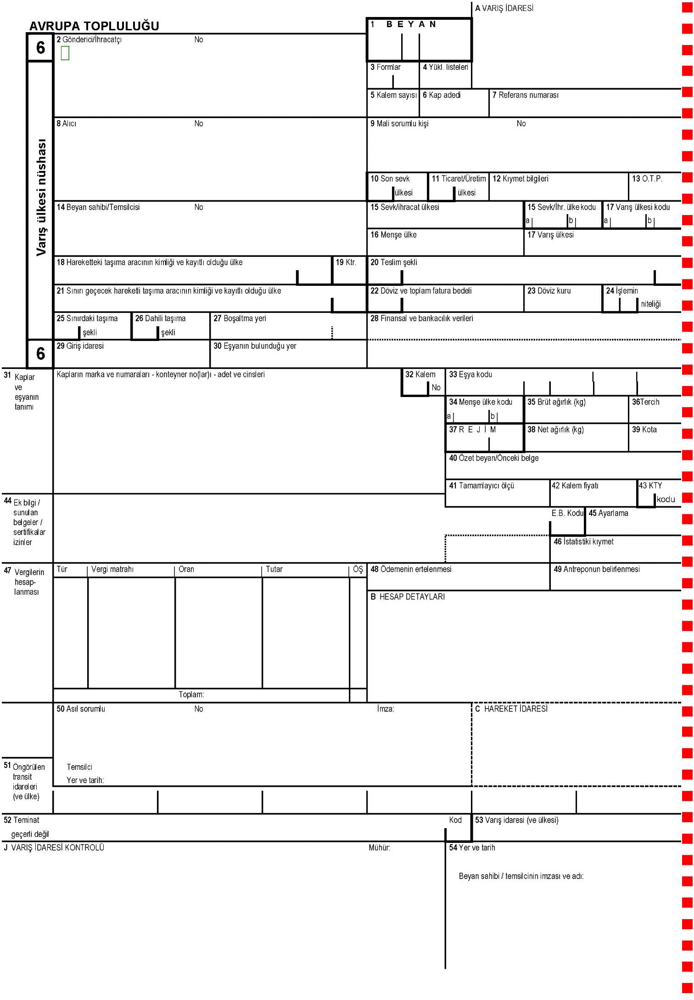 A VARIŞ İDARESİ
AVRUPA TOPLULUĞU
1 B E Y A N
6
2 Gönderici/İhracatçı No
3 Formlar
4 Yükl. listeleri
5 Kalem sayısı
6 Kap adedi
7 Referans numarası
Varış ülkesi nüshası
8 Alıcı No
9 Mali sorumlu kişi No
10 Son sevk
ülkesi
11 Ticaret/Üretim
ülkesi
12 Kıymet bilgileri
13 O.T.P.
14 Beyan sahibi/Temsilcisi No
15 Sevk/ihracat ülkesi
15 Sevk/İhr. ülke kodu
a b
17 Varış ülkesi kodu
a b
16 Menşe ülke
17 Varış ülkesi
18 Hareketteki taşıma aracının kimliği ve kayıtlı olduğu ülke
19 Ktr.
20 Teslim şekli
21 Sınırı geçecek hareketli taşıma aracının kimliği ve kayıtlı olduğu ülke
22 Döviz ve toplam fatura bedeli
23 Döviz kuru
24 İşlemin
niteliği
25 Sınırdaki taşıma
şekli
26 Dahili taşıma
şekli
27 Boşaltma yeri
28 Finansal ve bankacılık verileri
6
29 Giriş idaresi
30 Eşyanın bulunduğu yer
31 Kaplar
ve
eşyanın
tanımı
Kapların marka ve numaraları - konteyner no(lar)ı - adet ve cinsleri
32 Kalem
No
33 Eşya kodu
34 Menşe ülke kodu
a b
35 Brüt ağırlık (kg)
36Tercih
37 R E J İ M
38 Net ağırlık (kg)
39 Kota
40 Özet beyan/Önceki belge
41 Tamamlayıcı ölçü
42 Kalem fiyatı
43 KTY
kodu
44 Ek bilgi /
sunulan
belgeler /
sertifikalar
izinler
E.B. Kodu
45 Ayarlama
46 İstatistiki kıymet
47 Vergilerin
hesap-
lanması
Tür Vergi matrahı Oran Tutar ÖŞ
48 Ödemenin ertelenmesi
49 Antreponun belirlenmesi
B HESAP DETAYLARI
Toplam:
50 Asıl sorumlu No İmza:
C HAREKET İDARESİ
51 Öngörülen
transit
idareleri
(ve ülke)
Temsilci
Yer ve tarih:
52 Teminat
geçerli değil
Kod
53 Varış idaresi (ve ülkesi)
J VARIŞ İDARESİ KONTROLÜ Mühür:
54 Yer ve tarih
Beyan sahibi / temsilcinin imzası ve adı: